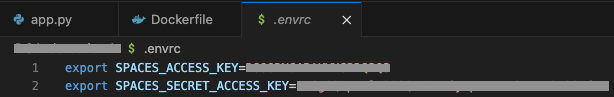 app.py Dockerfile $ .envrc ×
$ .envrc
1 export SPACES_ACCESS_KEY=
2 export SPACES_SECRET_ACCESS_KEY=